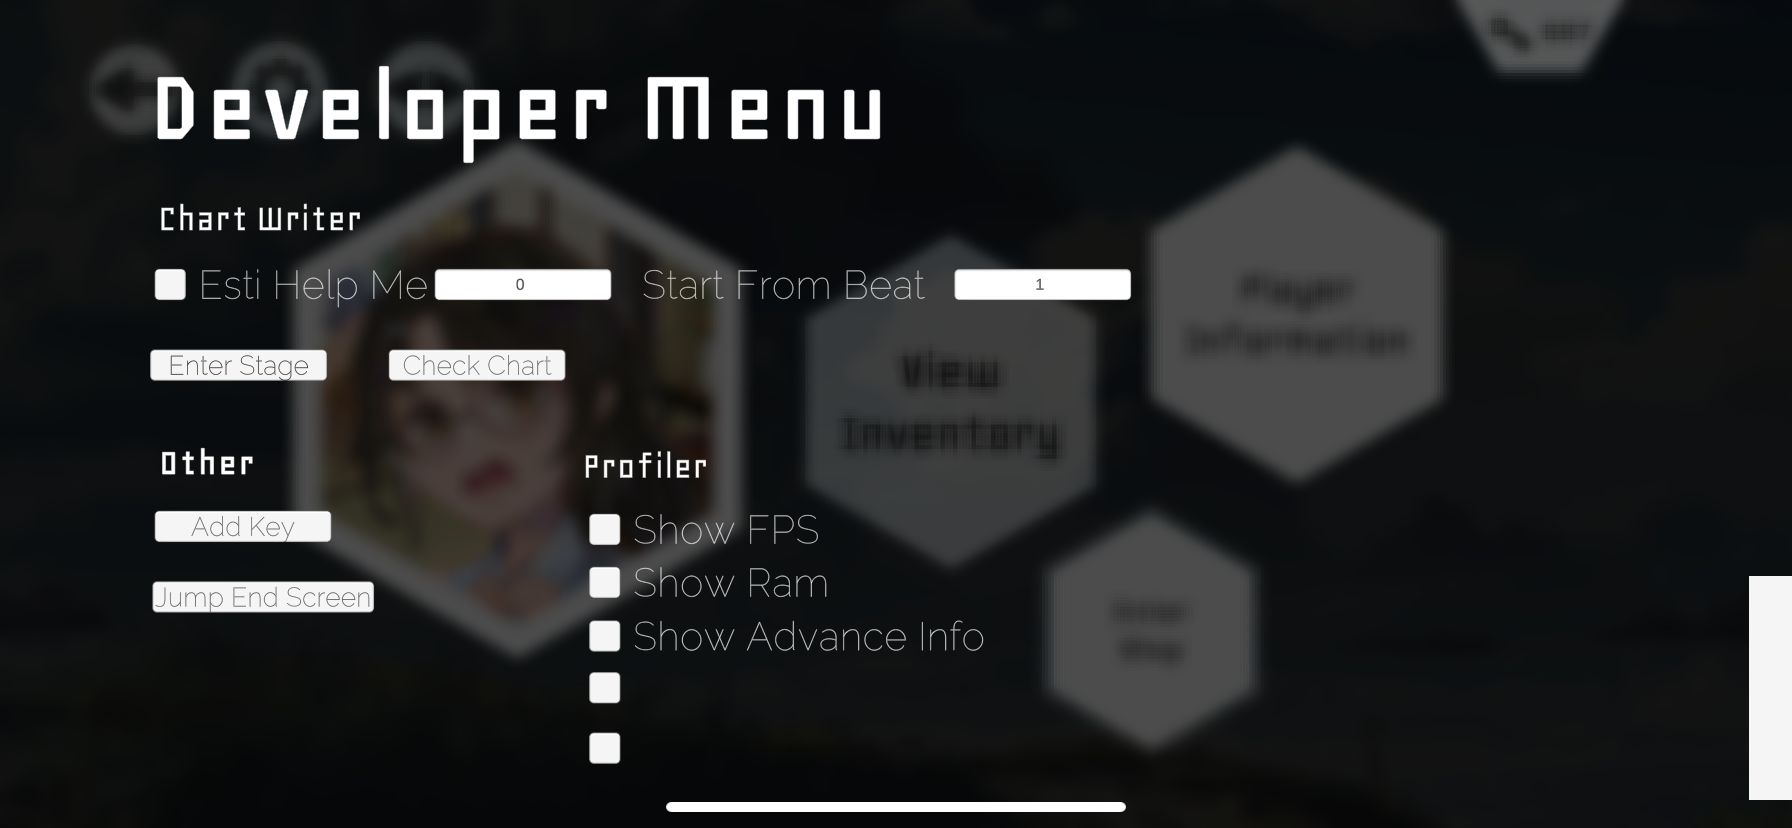 Developer Menu
Chart Writer
Esti Help Me 0 Start From Beat 1
Enter Stage Check Chart
Other
Profiler
Add Key
Jump End Screen
Show FPS
Show Ram
Show Advance Info
View
Inventory
Player
Information
Enter